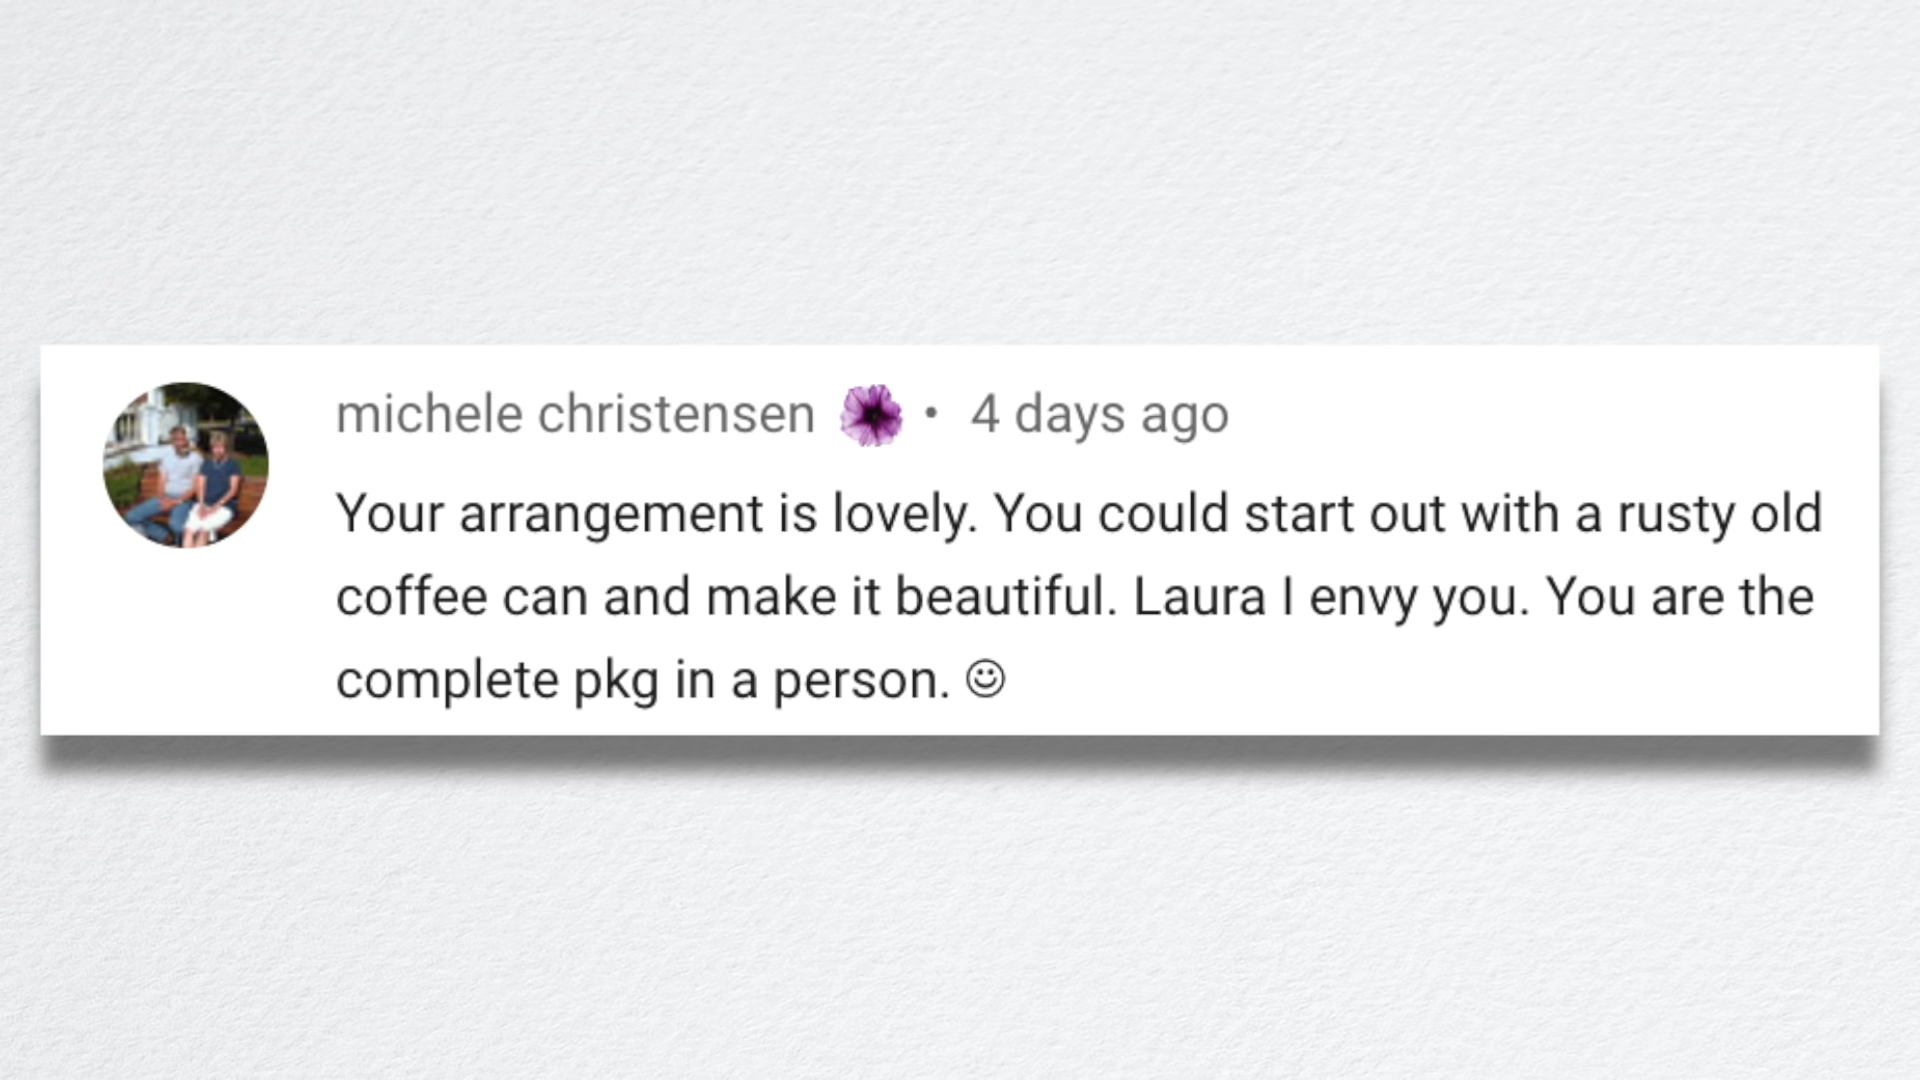 michele christensen • 4 days ago
Your arrangement is lovely. You could start out with a rusty old
coffee can and make it beautiful. Laura I envy you. You are the
complete pkg in a person. ☺